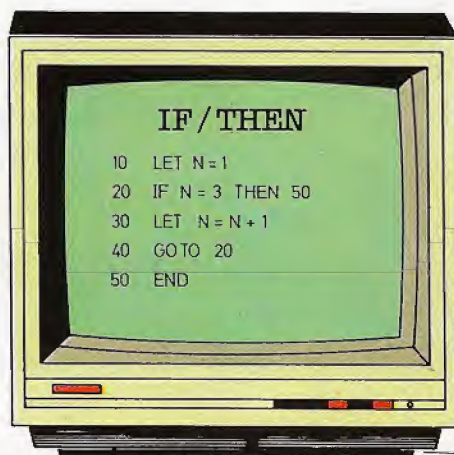 IF/THEN
10 LET N = 1
20 IF N = 3 THEN 50
30 LET N = N + 1
40 GOTO 20
50 END